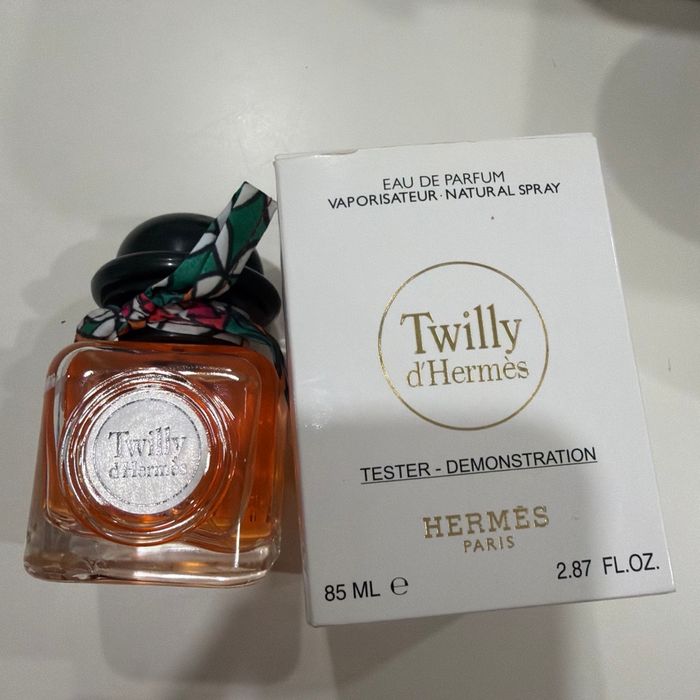 EAU DE PARFUM
VAPORISATEUR · NATURAL SPRAY
Twilly
d'Hermès
TESTER - DEMONSTRATION
HERMÈS
PARIS
85 ML e
2.87 FL.OZ.
Twilly
d'Hermès